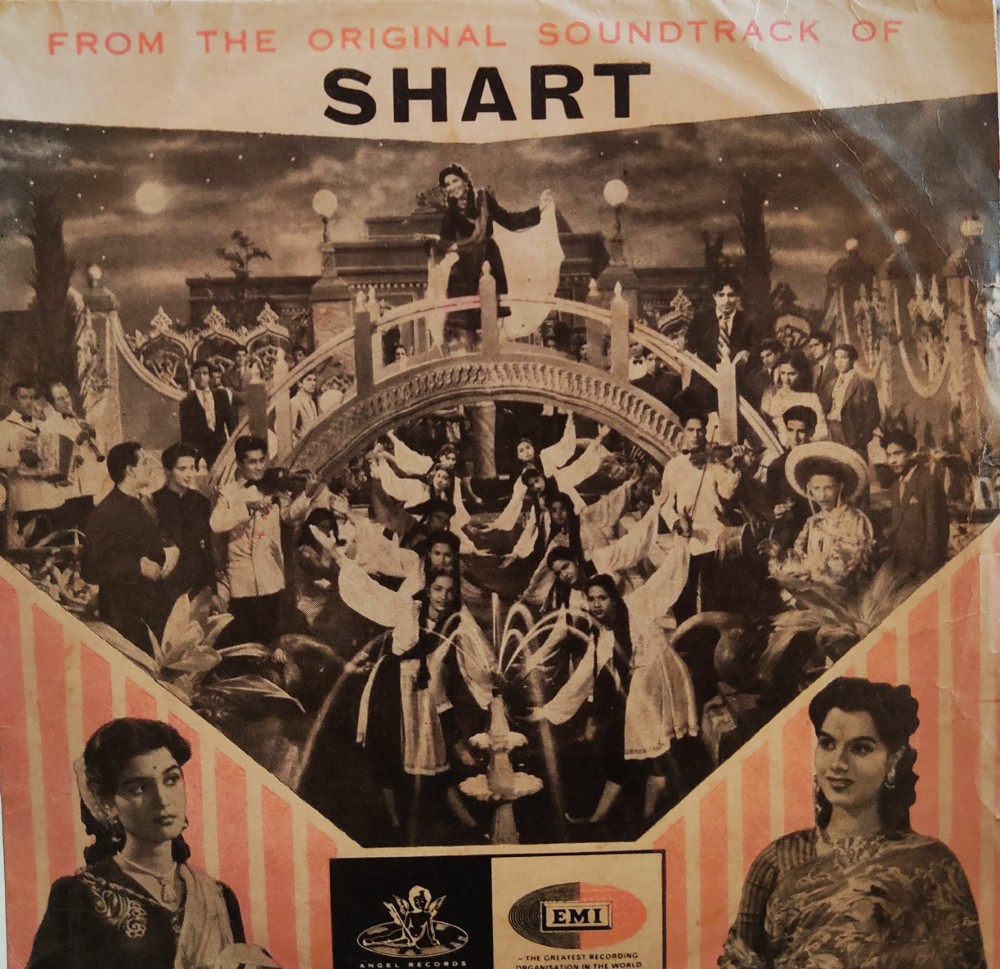 FROM THE ORIGINAL SOUNDTRACK OF
SHART
ANGEL RECORDS
EMI
– THE GREATEST RECORDING
ORGANISATION IN THE WORLD